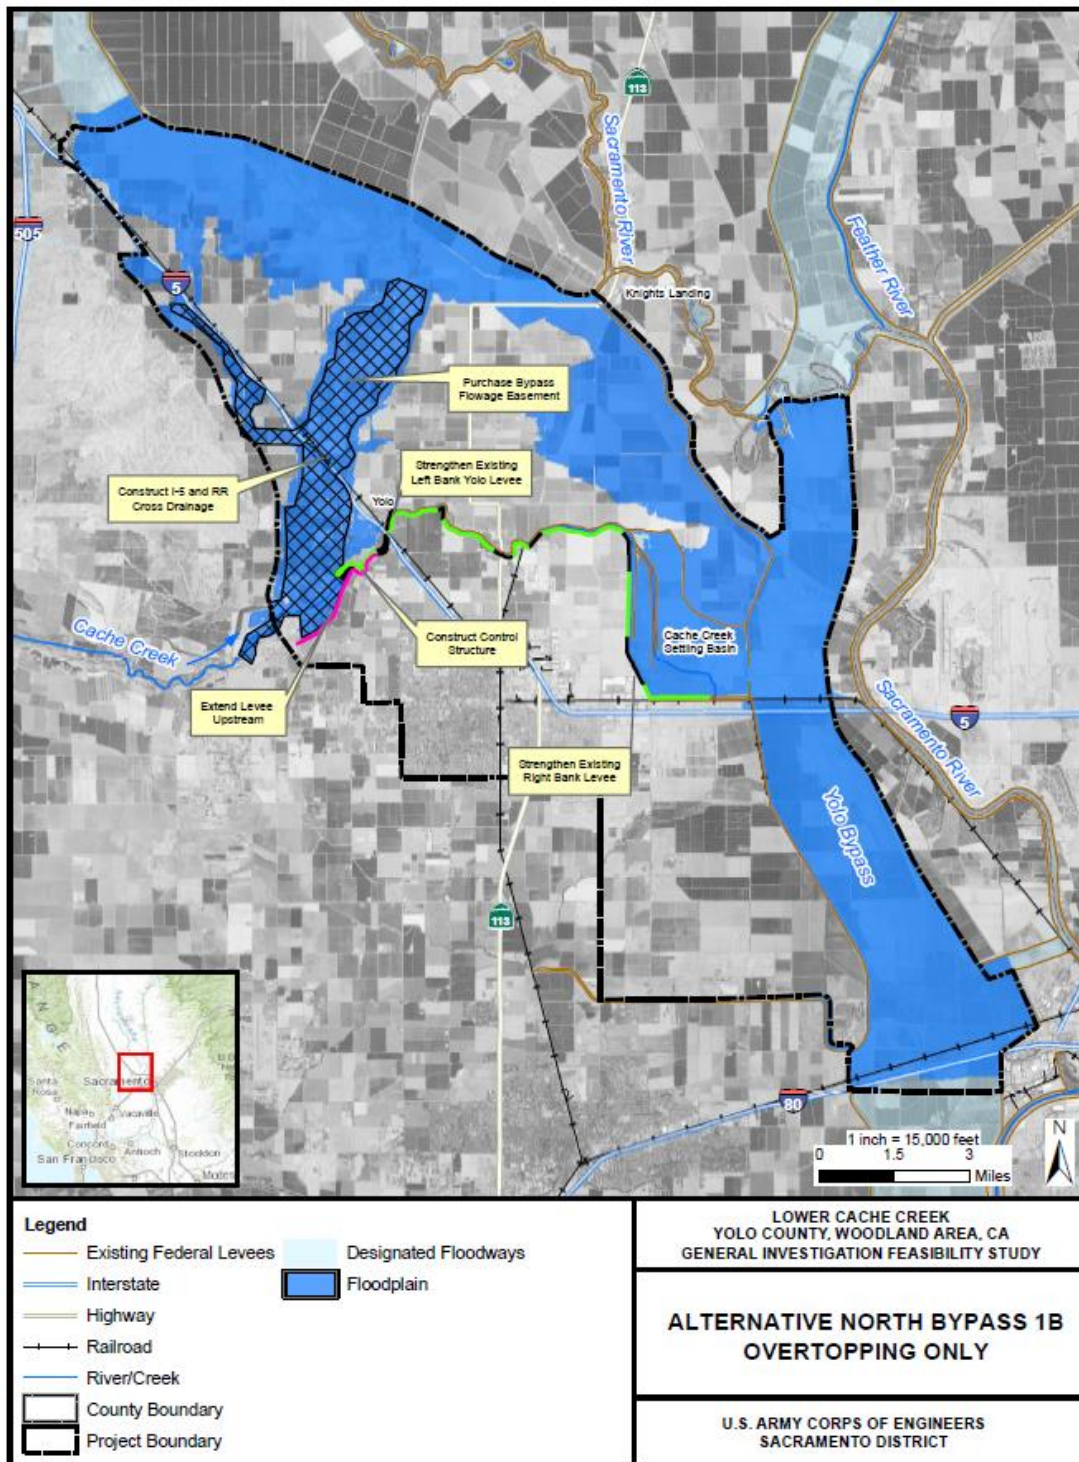 113
Sacramento River
Feather River
505
5
Knights Landing
Purchase Bypass
Flowage Easement
Strengthen Existing
Left Bank Yolo Levee
Construct I-5 and RR
Cross Drainage
Yolo
Cache Creek
Construct Control
Structure
Cache Creek
Settling Basin
Extend Levee
Upstream
Sacramento River
5
Strengthen Existing
Right Bank Levee
Yolo Bypass
113
80
N
1 inch = 15,000 feet
0 1.5 3
Miles
Sacramento
Santa
Rosa
Napa
Vacaville
Fairfield
Concord
Antioch
Stockton
San Francisco
Legend
Existing Federal Levees
Interstate
Highway
Railroad
River/Creek
County Boundary
Project Boundary
Designated Floodways
Floodplain
LOWER CACHE CREEK
YOLO COUNTY, WOODLAND AREA, CA
GENERAL INVESTIGATION FEASIBILITY STUDY
ALTERNATIVE NORTH BYPASS 1B
OVERTOPPING ONLY
U.S. ARMY CORPS OF ENGINEERS
SACRAMENTO DISTRICT